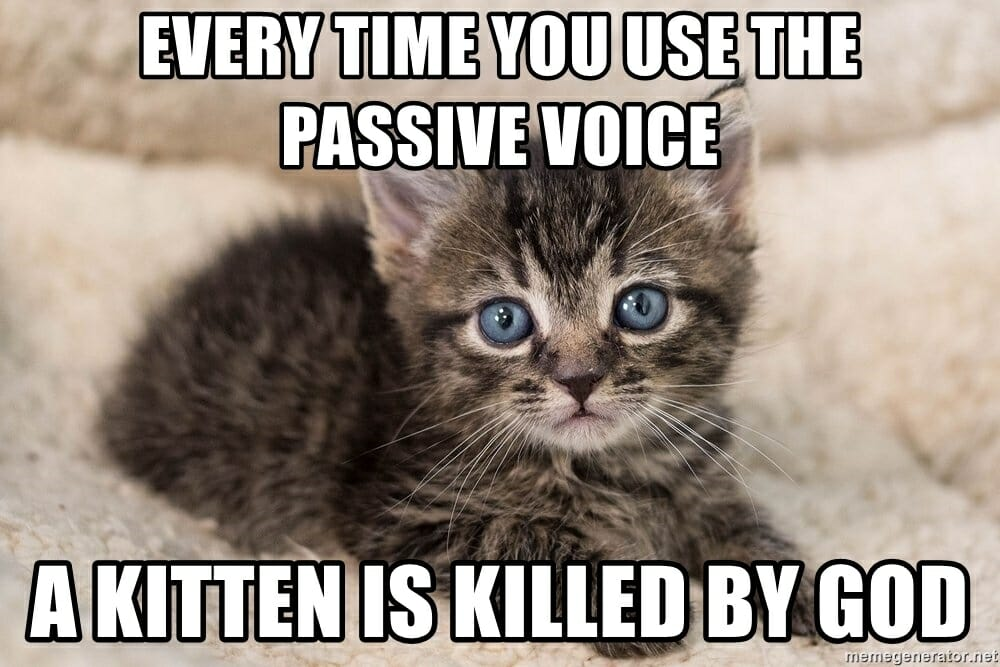 EVERY TIME YOU USE THE
PASSIVE VOICE
A KITTEN IS KILLED BY GOD
memegenerator.net